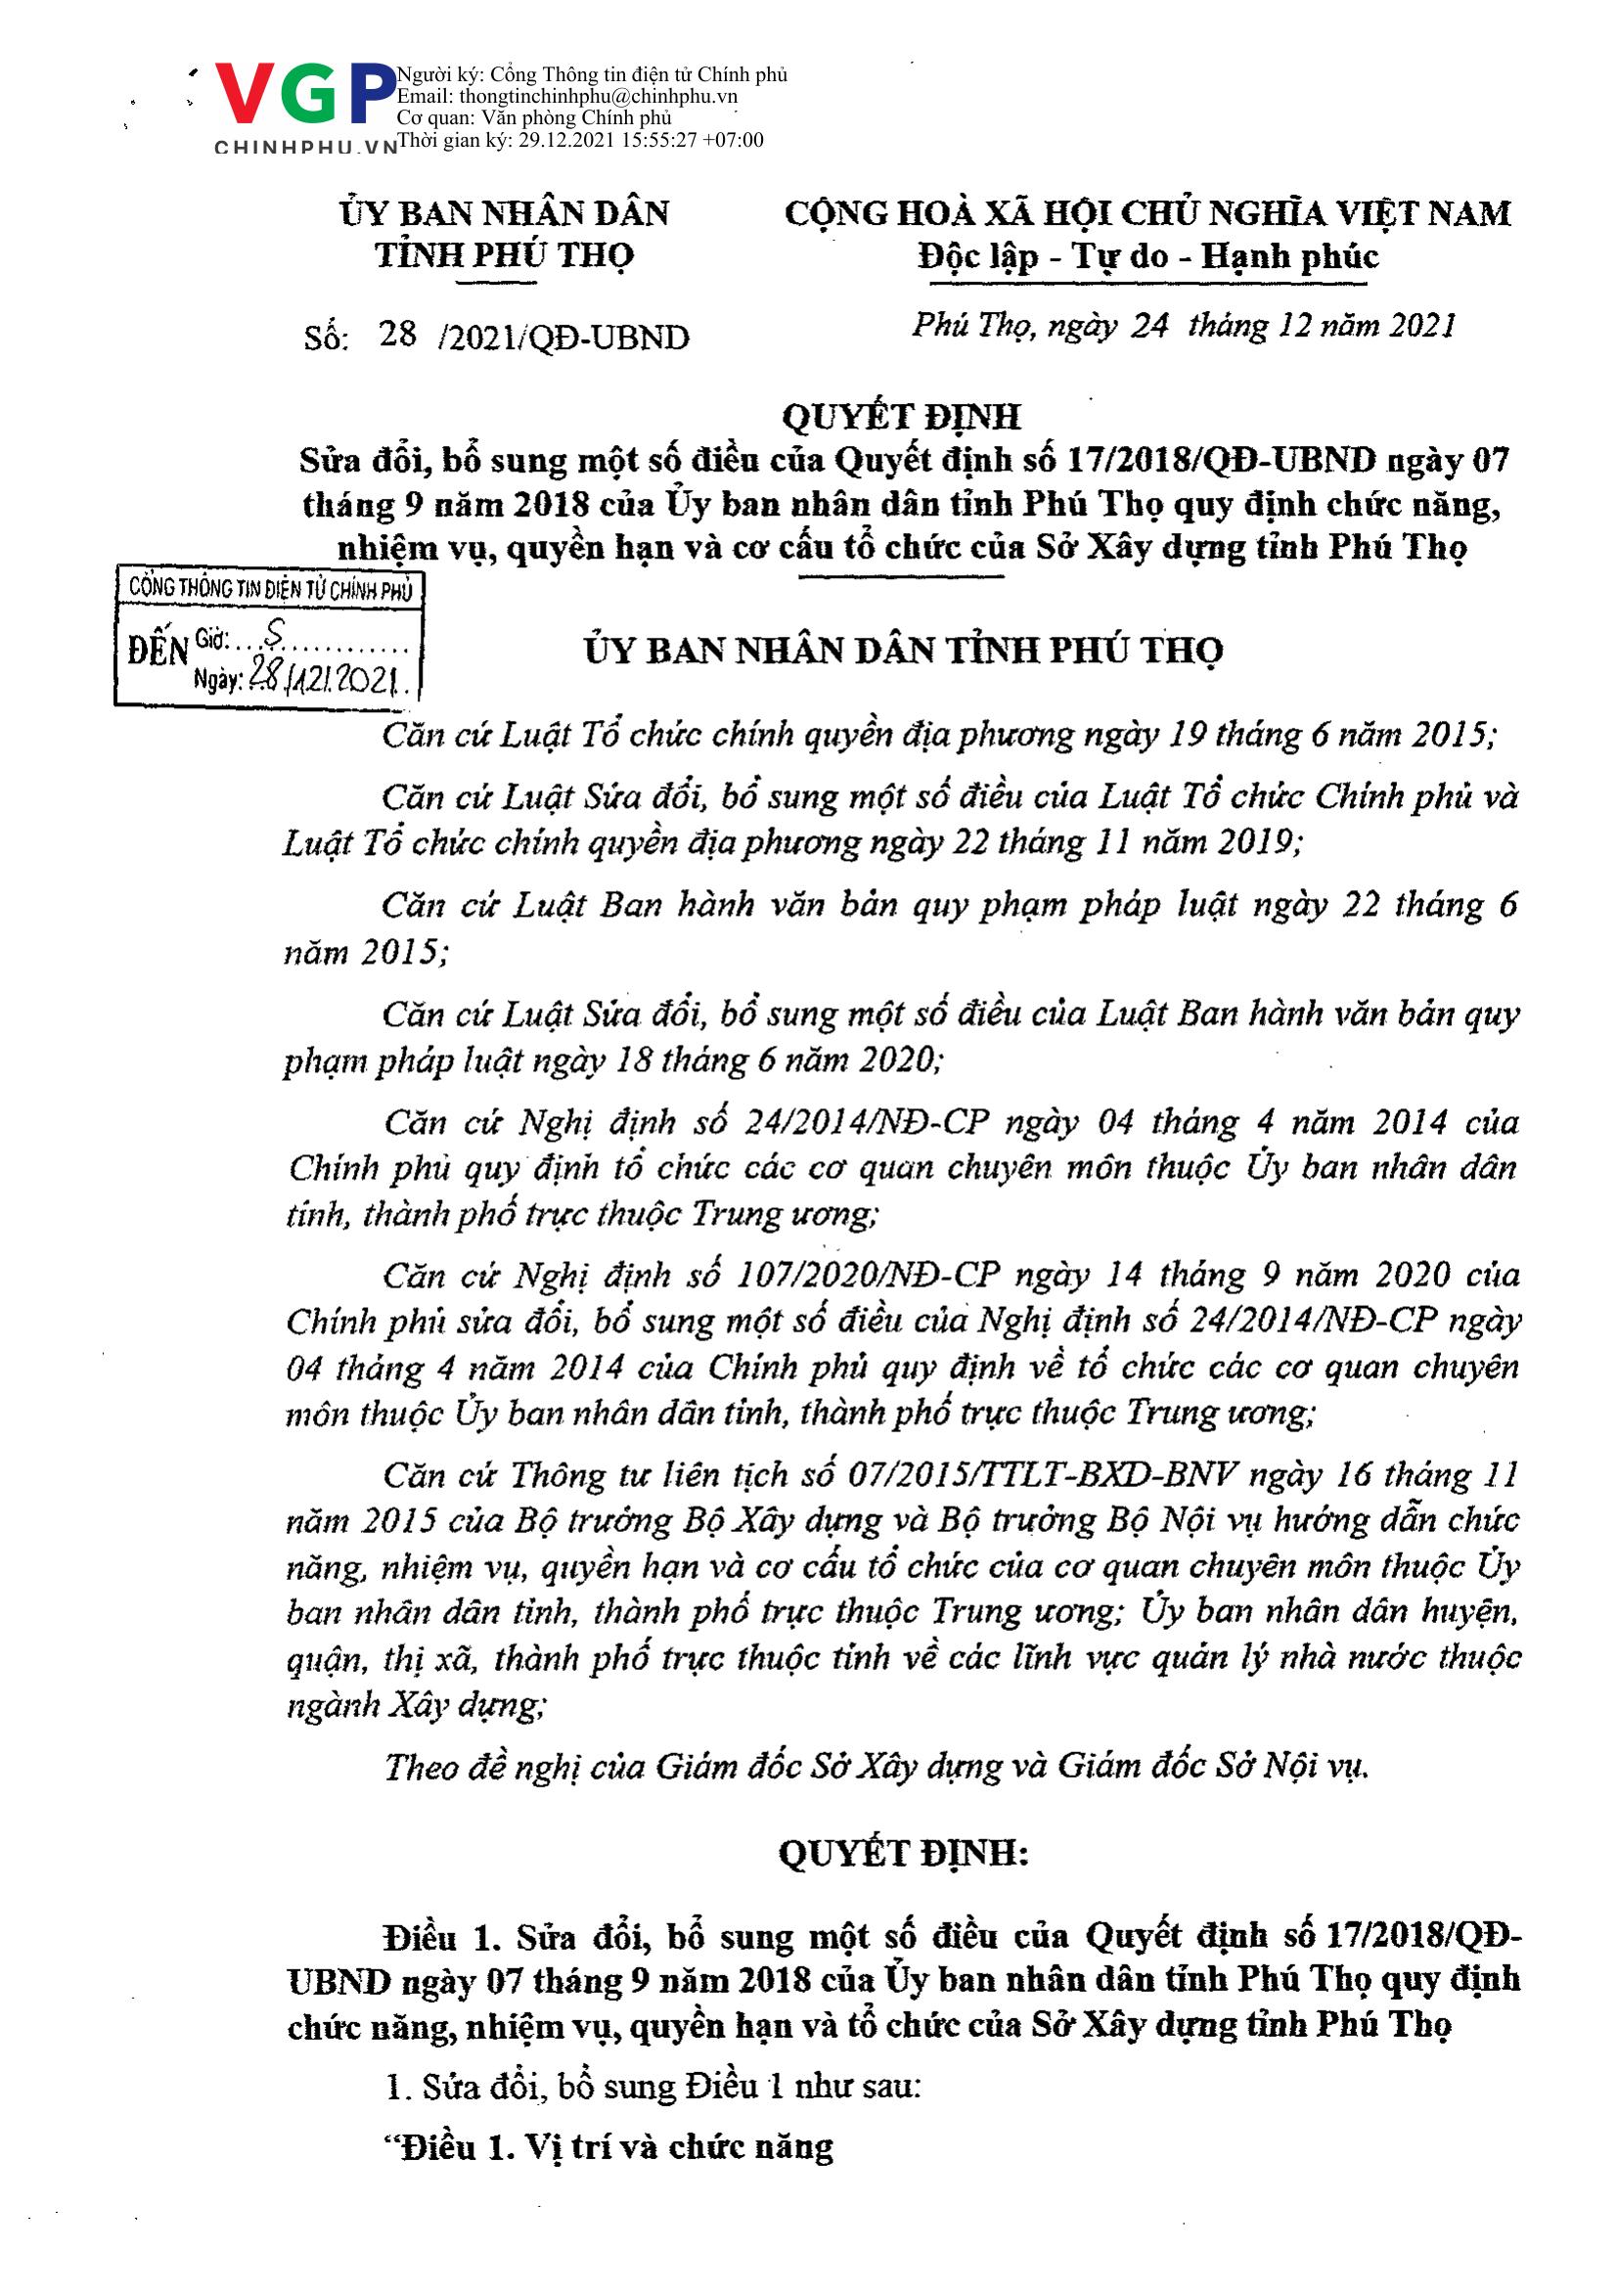 VGP
CHINHPHU.VN
Người ký: Cổng Thông tin điện tử Chính phủ
Email: thongtinchinhphu@chinhphu.vn
Cơ quan: Văn phòng Chính phủ
Thời gian ký: 29.12.2021 15:55:27 +07:00
ỦY BAN NHÂN DÂN
TỈNH PHÚ THỌ
Số: 28 /2021/QĐ-UBND
CỘNG HOÀ XÃ HỘI CHỦ NGHĨA VIỆT NAM
Độc lập - Tự do - Hạnh phúc
Phú Thọ, ngày 24 tháng 12 năm 2021
QUYẾT ĐỊNH
Sửa đổi, bổ sung một số điều của Quyết định số 17/2018/QĐ-UBND ngày 07
tháng 9 năm 2018 của Ủy ban nhân dân tỉnh Phú Thọ quy định chức năng,
nhiệm vụ, quyền hạn và cơ cấu tổ chức của Sở Xây dựng tỉnh Phú Thọ
CỔNG THÔNG TIN ĐIỆN TỬ CHÍNH PHỦ
ĐẾN
Giờ: ...S............
Ngày: 28/12/2021.
ỦY BAN NHÂN DÂN TỈNH PHÚ THỌ
Căn cứ Luật Tổ chức chính quyền địa phương ngày 19 tháng 6 năm 2015;
Căn cứ Luật Sửa đổi, bổ sung một số điều của Luật Tổ chức Chính phủ và
Luật Tổ chức chính quyền địa phương ngày 22 tháng 11 năm 2019;
Căn cứ Luật Ban hành văn bản quy phạm pháp luật ngày 22 tháng 6
năm 2015;
Căn cứ Luật Sửa đổi, bổ sung một số điều của Luật Ban hành văn bản quy
phạm pháp luật ngày 18 tháng 6 năm 2020;
Căn cứ Nghị định số 24/2014/NĐ-CP ngày 04 tháng 4 năm 2014 của
Chính phủ quy định tổ chức các cơ quan chuyên môn thuộc Ủy ban nhân dân
tỉnh, thành phố trực thuộc Trung ương;
Căn cứ Nghị định số 107/2020/NĐ-CP ngày 14 tháng 9 năm 2020 của
Chính phủ sửa đổi, bổ sung một số điều của Nghị định số 24/2014/NĐ-CP ngày
04 tháng 4 năm 2014 của Chính phủ quy định về tổ chức các cơ quan chuyên
môn thuộc Ủy ban nhân dân tỉnh, thành phố trực thuộc Trung ương;
Căn cứ Thông tư liên tịch số 07/2015/TTLT-BXD-BNV ngày 16 tháng 11
năm 2015 của Bộ trưởng Bộ Xây dựng và Bộ trưởng Bộ Nội vụ hướng dẫn chức
năng, nhiệm vụ, quyền hạn và cơ cấu tổ chức của cơ quan chuyên môn thuộc Ủy
ban nhân dân tỉnh, thành phố trực thuộc Trung ương; Ủy ban nhân dân huyện,
quận, thị xã, thành phố trực thuộc tỉnh về các lĩnh vực quản lý nhà nước thuộc
ngành Xây dựng;
Theo đề nghị của Giám đốc Sở Xây dựng và Giám đốc Sở Nội vụ.
QUYẾT ĐỊNH:
Điều 1. Sửa đổi, bổ sung một số điều của Quyết định số 17/2018/QĐ-
UBND ngày 07 tháng 9 năm 2018 của Ủy ban nhân dân tỉnh Phú Thọ quy định
chức năng, nhiệm vụ, quyền hạn và tổ chức của Sở Xây dựng tỉnh Phú Thọ
1. Sửa đổi, bổ sung Điều 1 như sau:
“Điều 1. Vị trí và chức năng